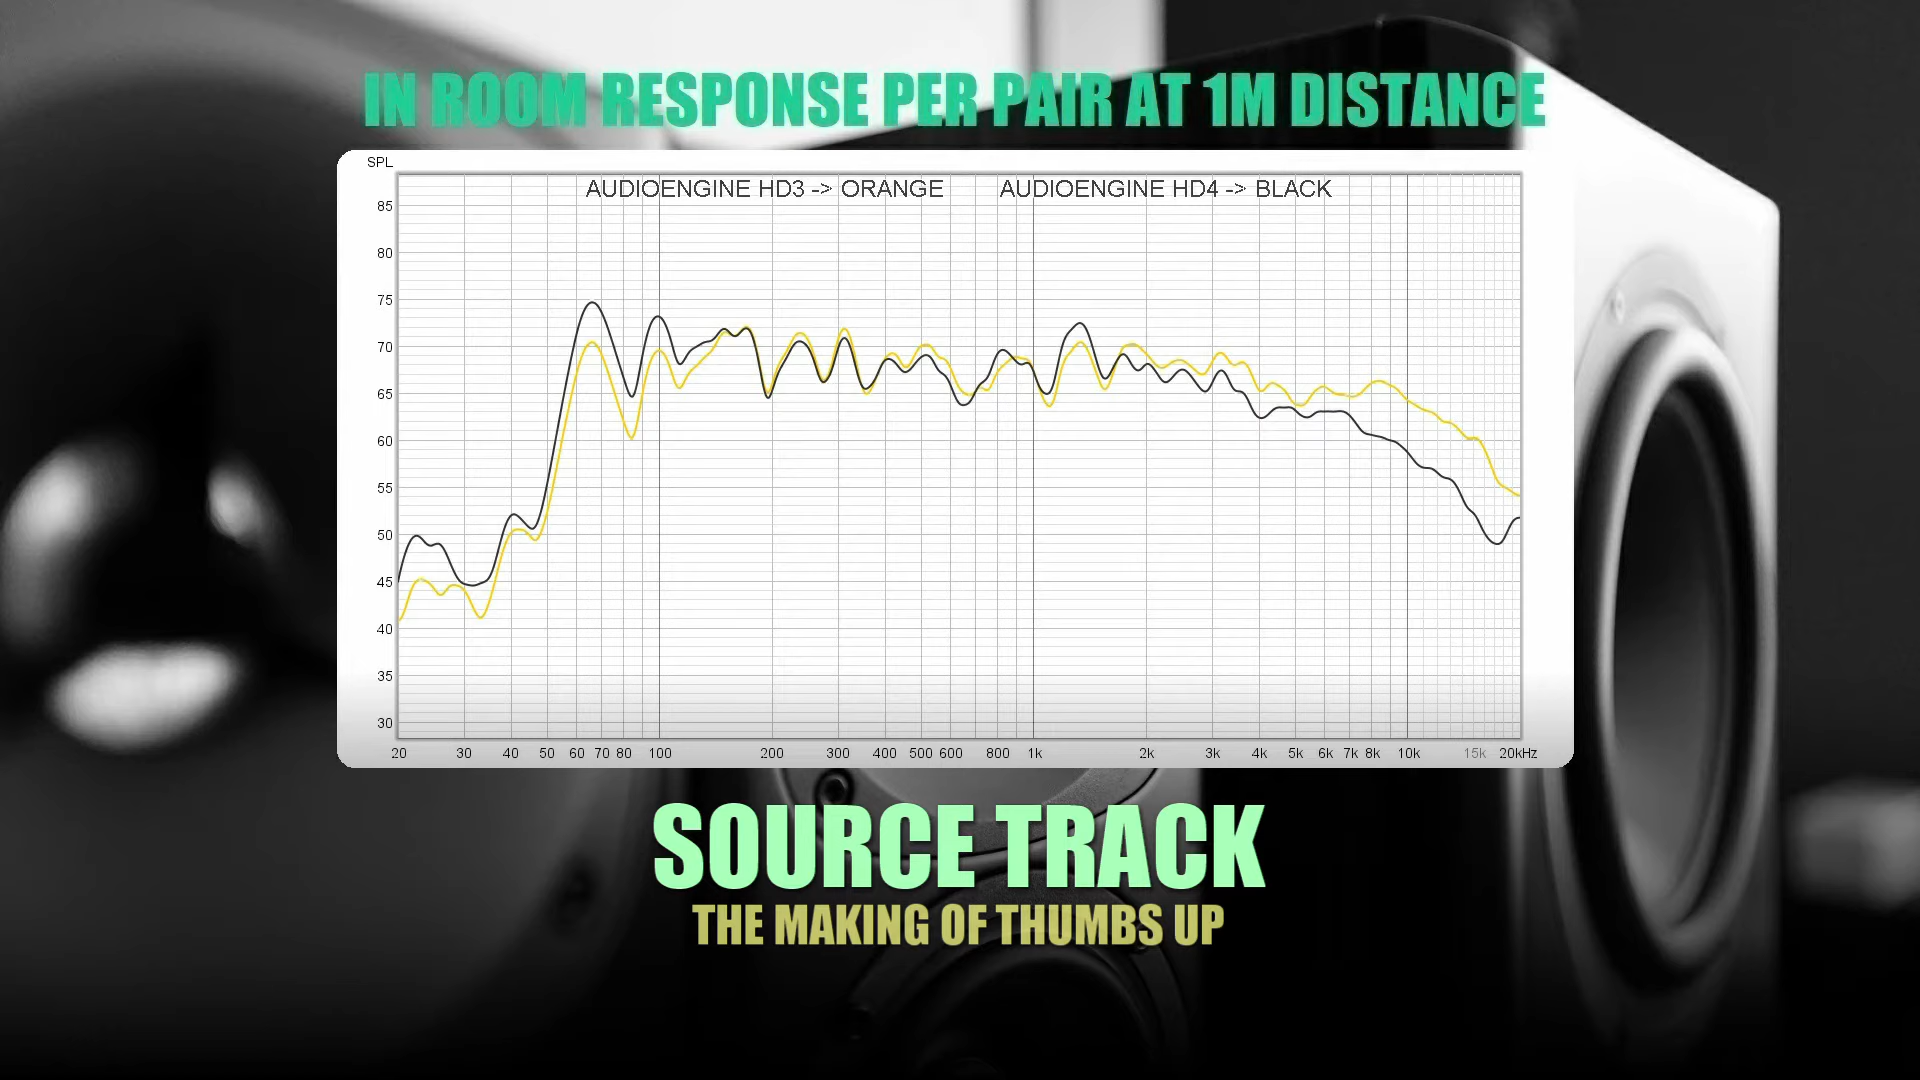 IN ROOM RESPONSE PER PAIR AT 1M DISTANCE
SPL
AUDIOENGINE HD3 -> ORANGE AUDIOENGINE HD4 -> BLACK
85
80
75
70
65
60
55
50
45
40
35
30
20 30 40 50 60 70 80 100 200 300 400 500 600 800 1k 2k 3k 4k 5k 6k 7k 8k 10k 15k 20kHz
SOURCE TRACK
THE MAKING OF THUMBS UP